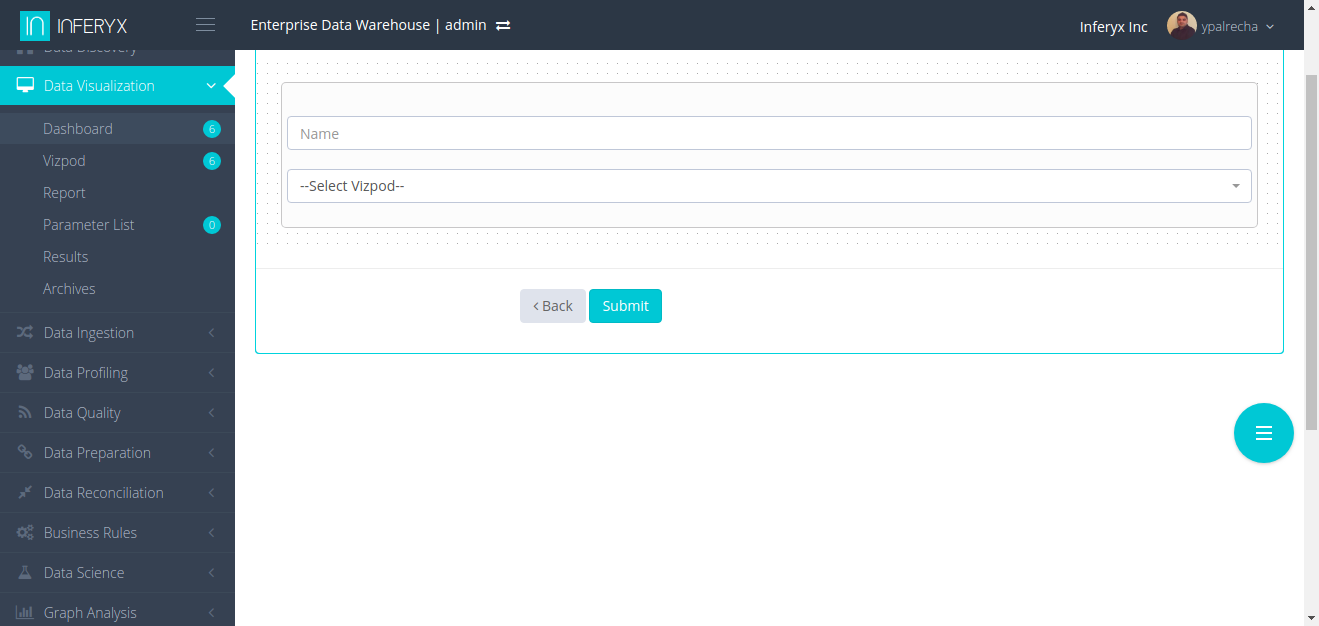 INFERYX
Enterprise Data Warehouse | admin
Inferyx Inc
ypalrecha
Data Discovery
Data Visualization
Dashboard 6
Vizpod 6
Report
Parameter List 0
Results
Archives
Data Ingestion
Data Profiling
Data Quality
Data Preparation
Data Reconciliation
Business Rules
Data Science
Graph Analysis
Name
--Select Vizpod--
Back
Submit